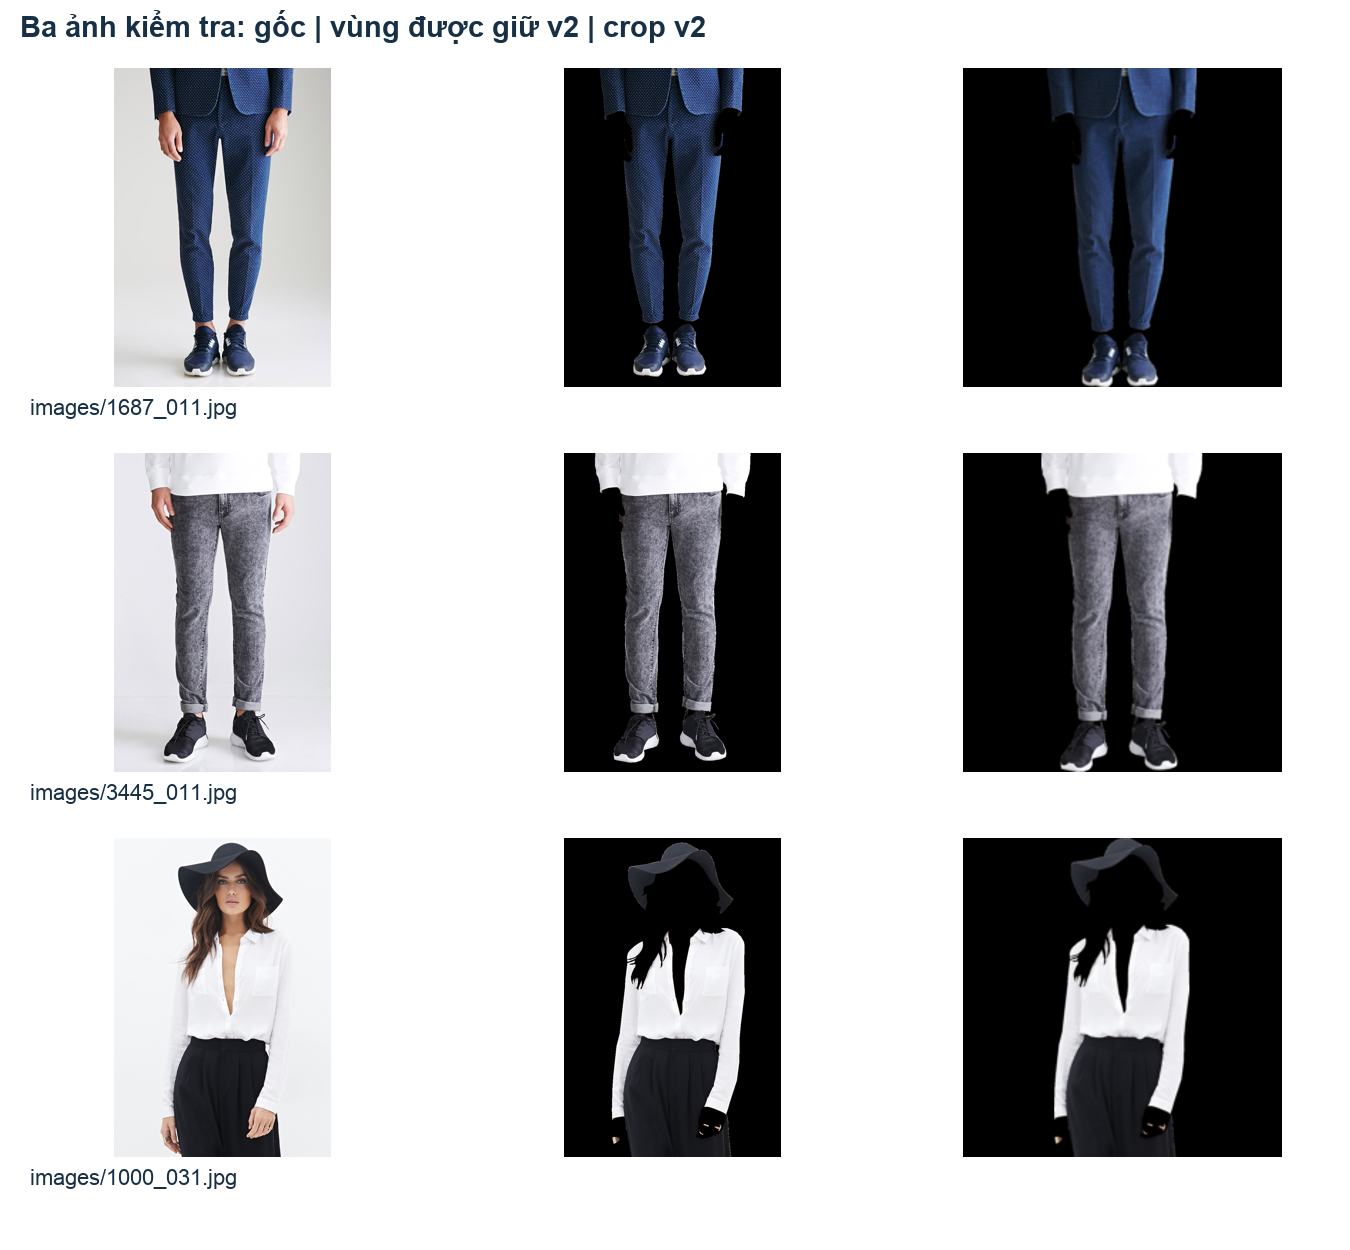 Ba ảnh kiểm tra: gốc | vùng được giữ v2 | crop v2
images/1687_011.jpg
images/3445_011.jpg
images/1000_031.jpg